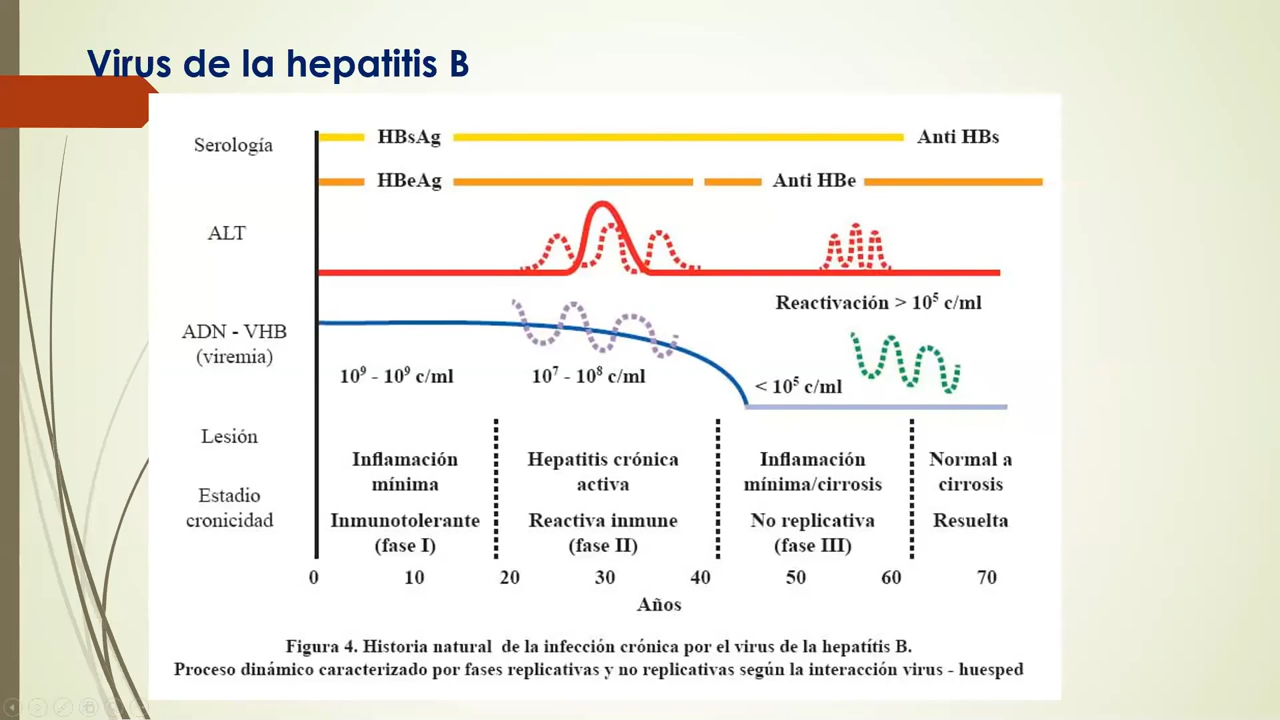 Virus de la hepatitis B
Serología
HBsAg
Anti HBs
HBeAg
Anti HBe
ALT
Reactivación > 10⁵ c/ml
ADN - VHB
(viremia)
10⁹ - 10⁹ c/ml
10⁷ - 10⁸ c/ml
< 10⁵ c/ml
Lesión
Inflamación
mínima
Hepatitis crónica
activa
Inflamación
mínima/cirrosis
Normal a
cirrosis
Estadio
cronicidad
Inmunotolerante
(fase I)
Reactiva inmune
(fase II)
No replicativa
(fase III)
Resuelta
0 10 20 30 40 50 60 70
Años
Figura 4. Historia natural de la infección crónica por el virus de la hepatítis B.
Proceso dinámico caracterizado por fases replicativas y no replicativas según la interacción virus - huesped